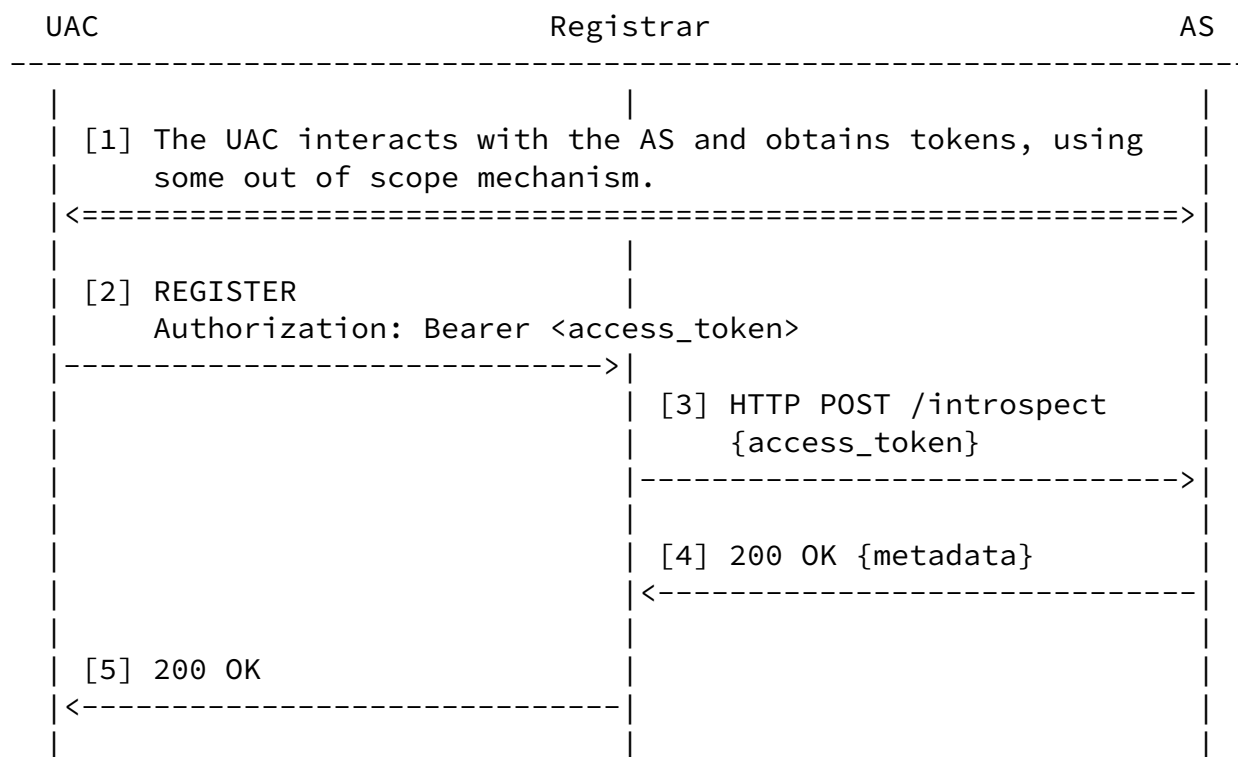 UAC Registrar AS
[1] The UAC interacts with the AS and obtains tokens, using
some out of scope mechanism.
[2] REGISTER
Authorization: Bearer <access_token>
[3] HTTP POST /introspect
{access_token}
[4] 200 OK {metadata}
[5] 200 OK